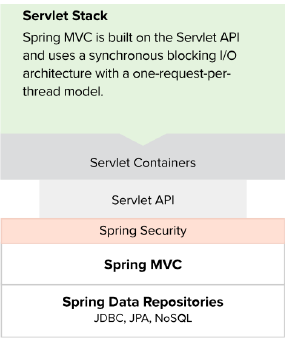 Servlet Stack
Spring MVC is built on the Servlet API
and uses a synchronous blocking I/O
architecture with a one-request-per-
thread model.
Servlet Containers
Servlet API
Spring Security
Spring MVC
Spring Data Repositories
JDBC, JPA, NoSQL